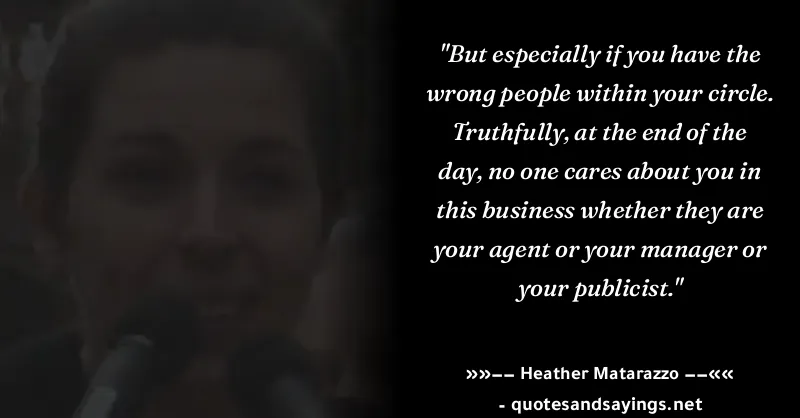 "But especially if you have the
wrong people within your circle.
Truthfully, at the end of the
day, no one cares about you in
this business whether they are
your agent or your manager or
your publicist."
»»−− Heather Matarazzo −−««
- quotesandsayings.net